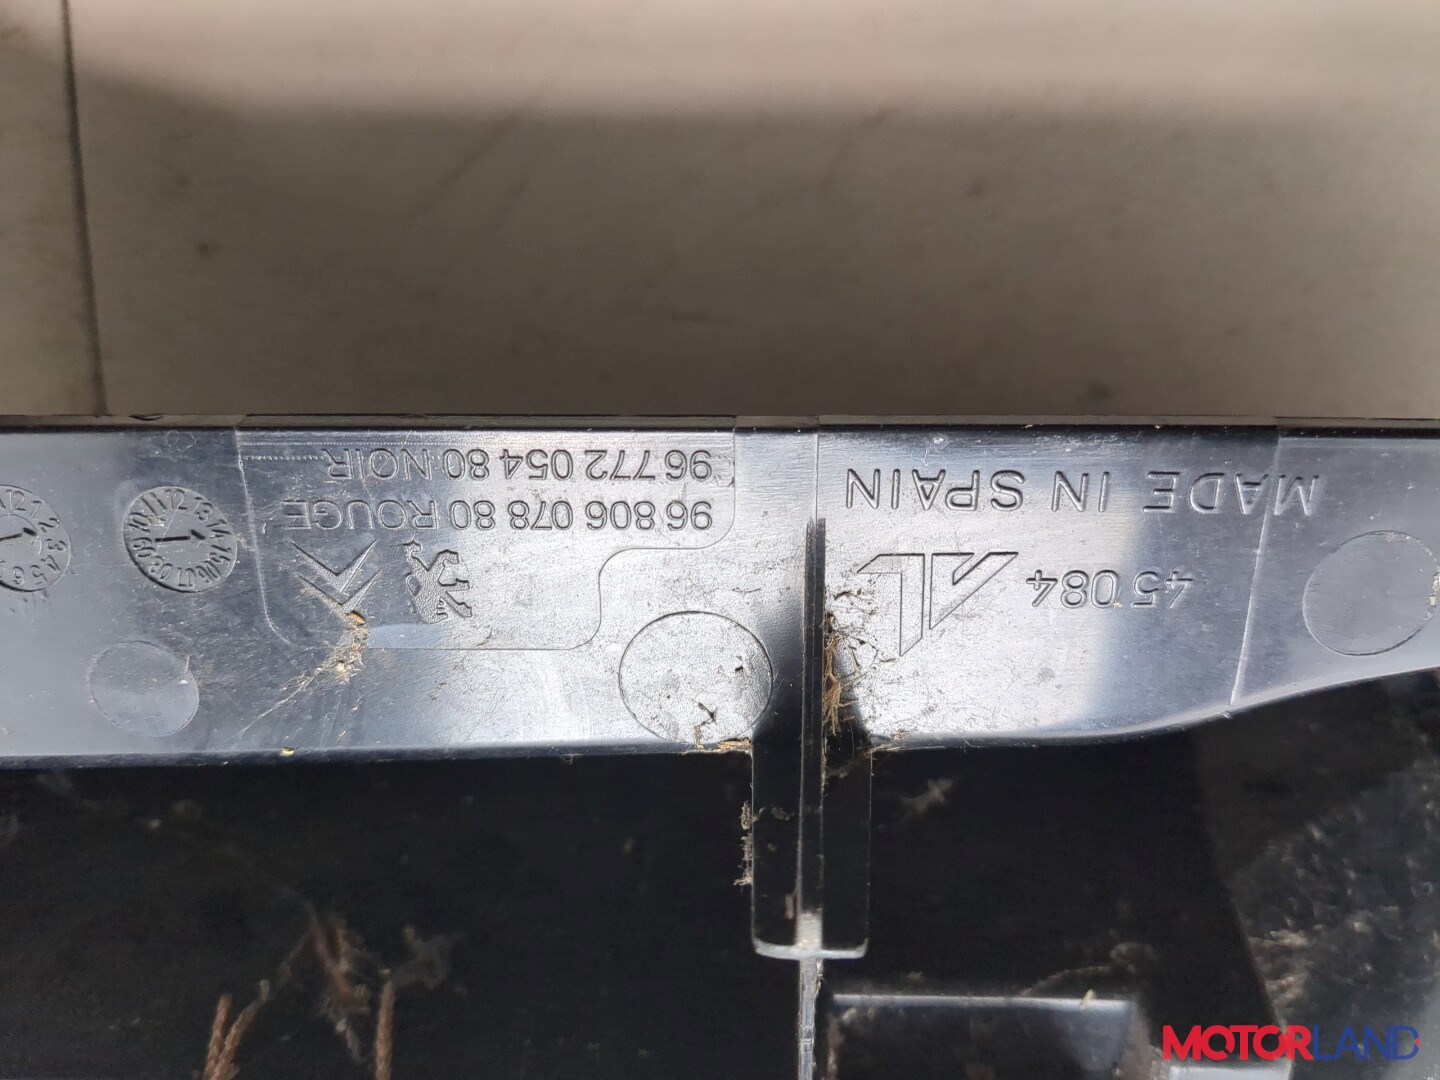 45 084
MADE IN SPAIN
96 806 078 80 ROUGE
96 772 054 80 NOIR
MOTORLAND